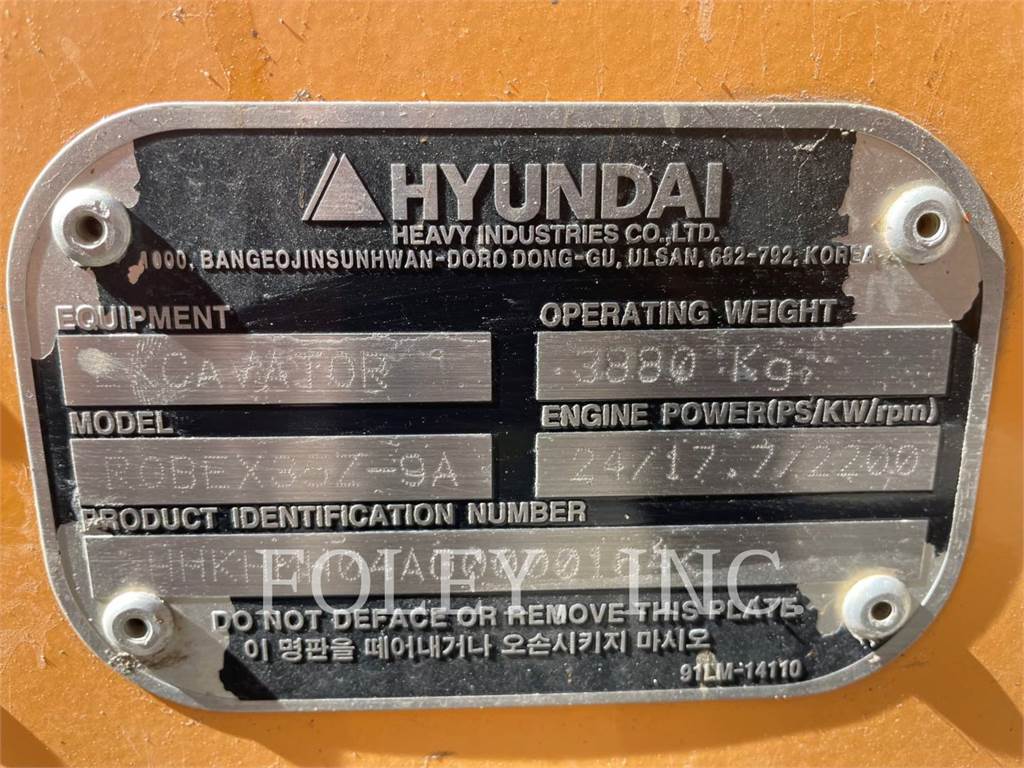 HYUNDAI
HEAVY INDUSTRIES CO.,LTD.
1000, BANGEOJINSUNHWAN-DORO DONG-GU, ULSAN, 682-792, KOREA
EQUIPMENT
EXCAVATOR
OPERATING WEIGHT
3880 Kg
MODEL
ENGINE POWER(PS/KW/rpm)
24/17.7/2200
PRODUCT IDENTIFICATION NUMBER
FOLEY, INC.
DO NOT DEFACE OR REMOVE THIS PLATE
이 명판을 떼어내거나 오손시키지 마시오
91LM-14110